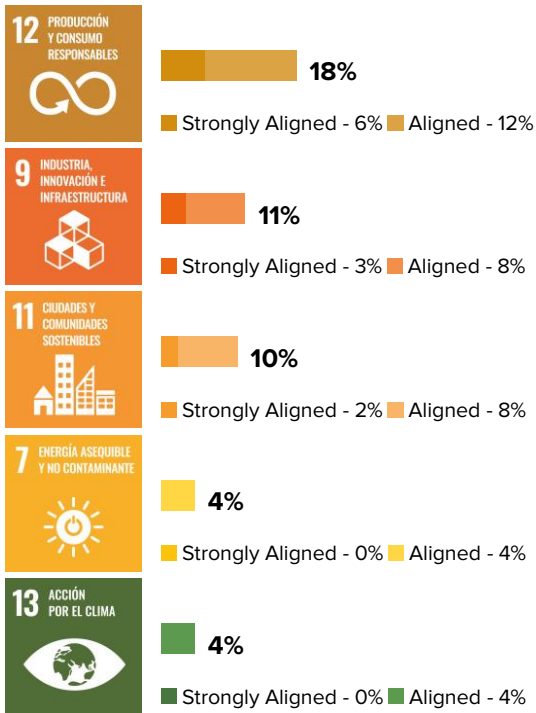 12 PRODUCCIÓN
Y CONSUMO
RESPONSABLES
18%
Strongly Aligned - 6% Aligned - 12%
9 INDUSTRIA,
INNOVACIÓN E
INFRAESTRUCTURA
11%
Strongly Aligned - 3% Aligned - 8%
11 CIUDADES Y
COMUNIDADES
SOSTENIBLES
10%
Strongly Aligned - 2% Aligned - 8%
7 ENERGÍA ASEQUIBLE
Y NO CONTAMINANTE
4%
Strongly Aligned - 0% Aligned - 4%
13 ACCIÓN
POR EL CLIMA
4%
Strongly Aligned - 0% Aligned - 4%